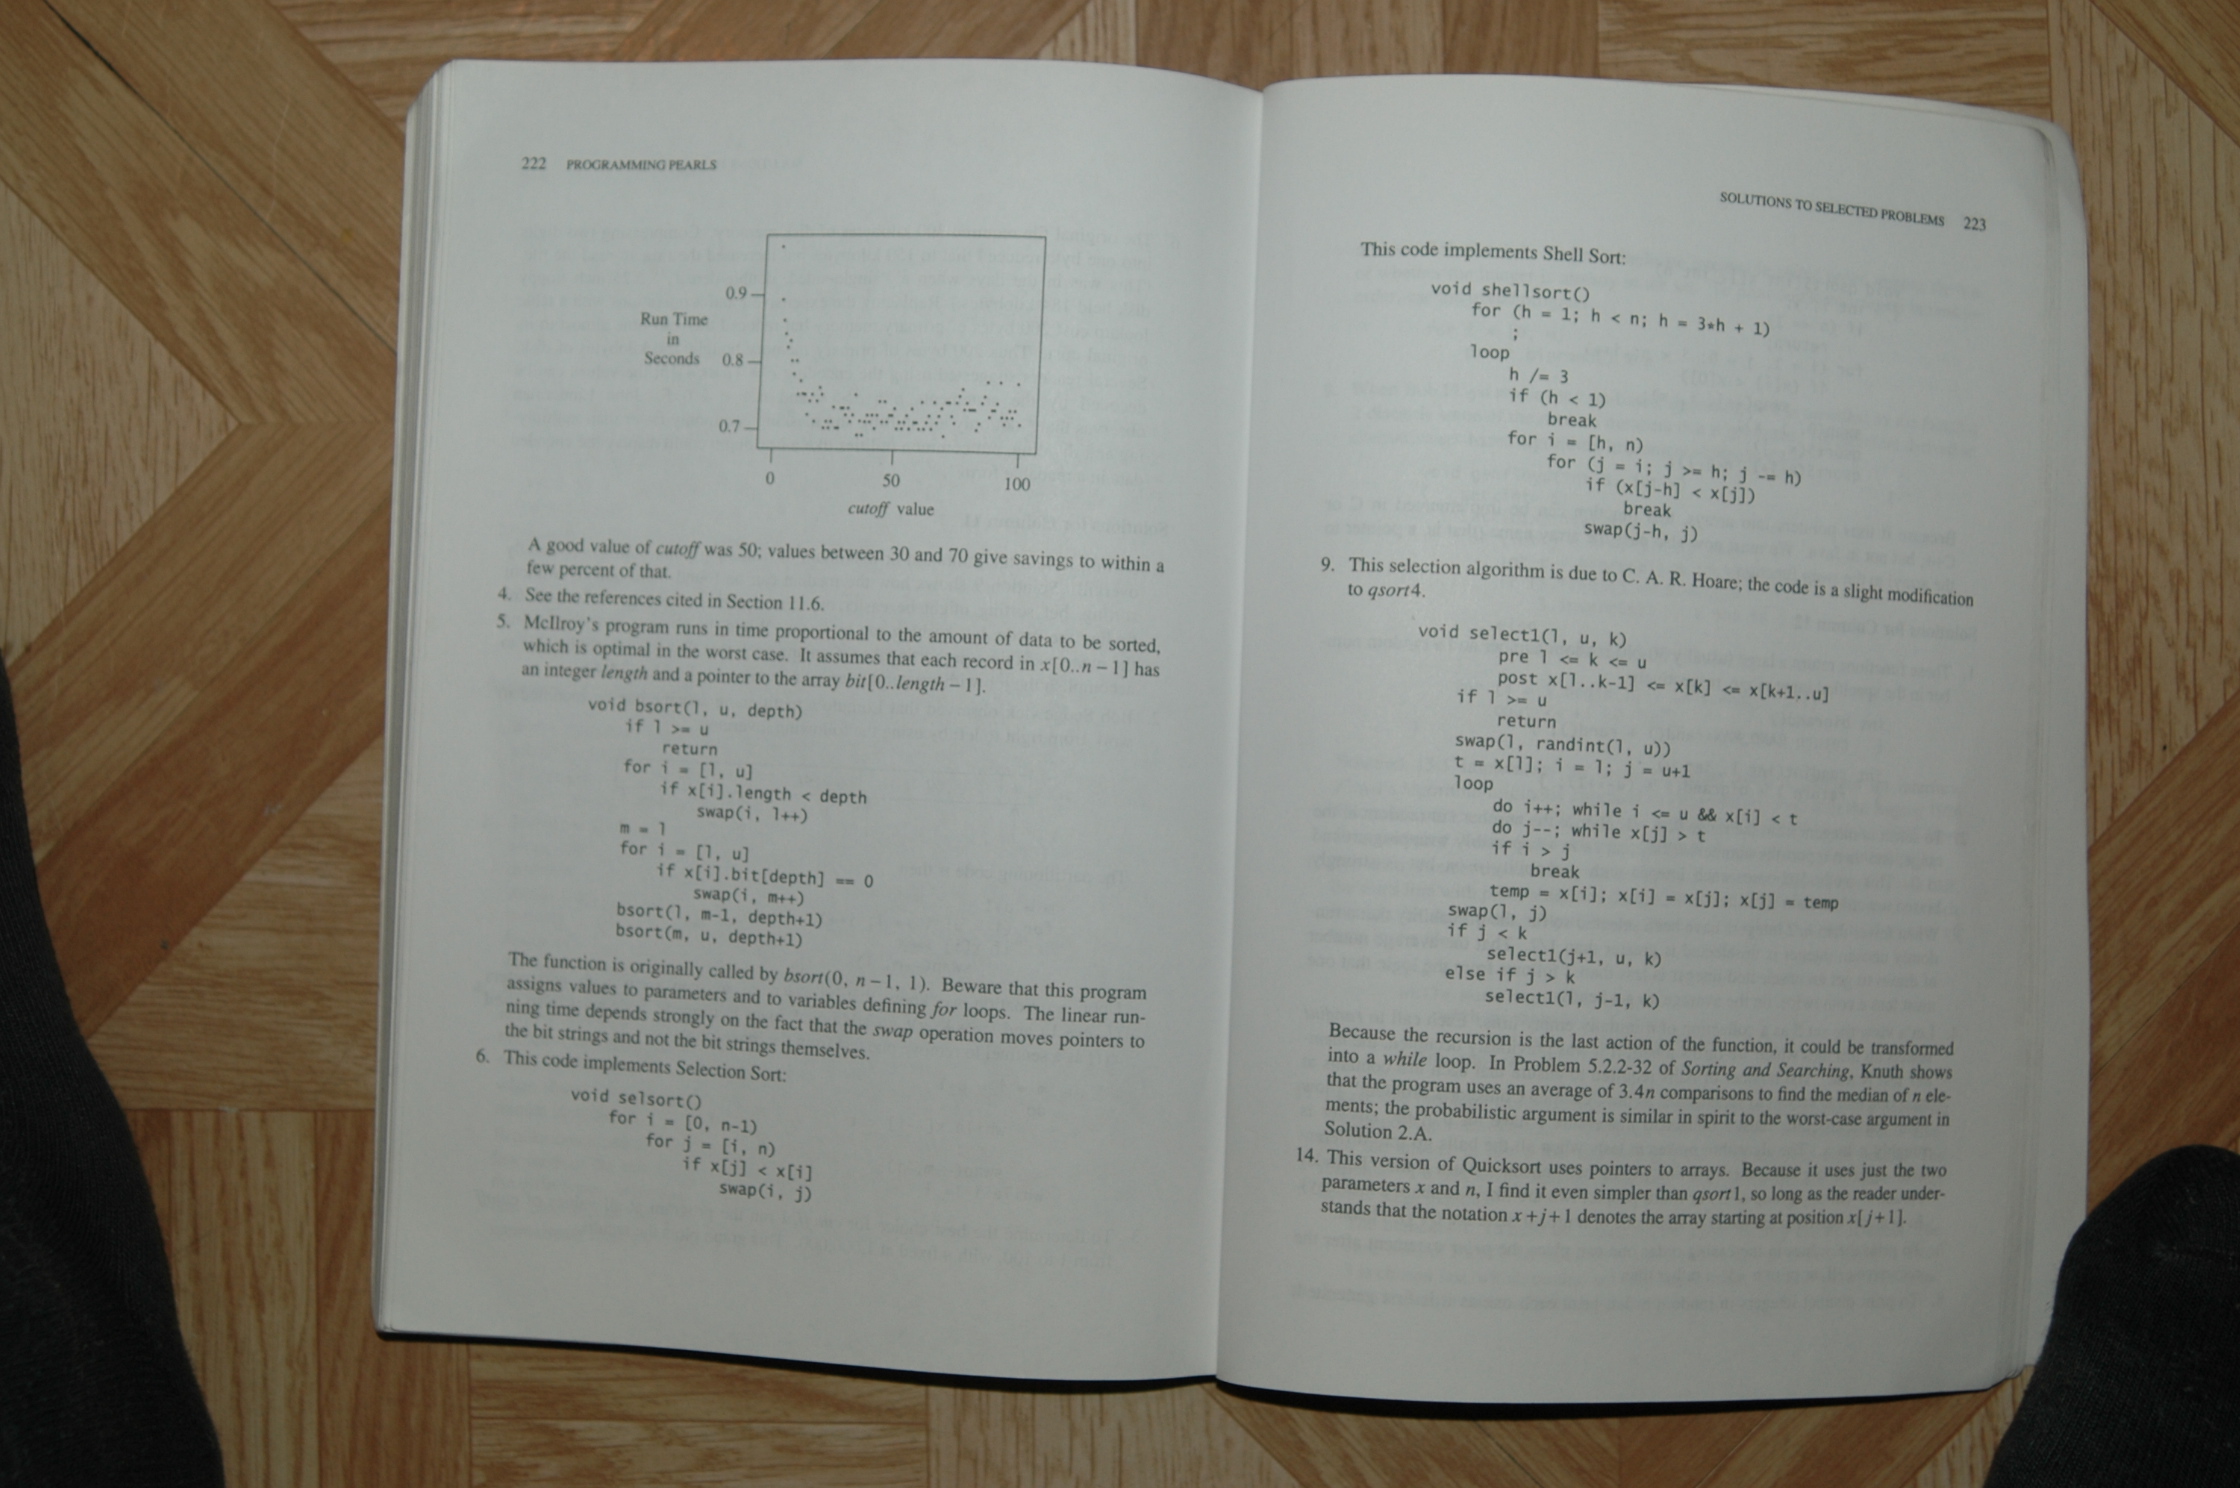 222 PROGRAMMING PEARLS
0.9
Run Time
in
Seconds 0.8
0.7
0 50 100
cutoff value
A good value of cutoff was 50; values between 30 and 70 give savings to within a
few percent of that.
4. See the references cited in Section 11.6.
5. McIlroy's program runs in time proportional to the amount of data to be sorted,
which is optimal in the worst case. It assumes that each record in x[0..n−1] has
an integer length and a pointer to the array bit[0..length−1].
void bsort(l, u, depth)
if l >= u
return
for i = [l, u]
if x[i].length < depth
swap(i, l++)
m = l
for i = [l, u]
if x[i].bit[depth] == 0
swap(i, m++)
bsort(l, m-1, depth+1)
bsort(m, u, depth+1)
The function is originally called by bsort(0, n−1, 1). Beware that this program
assigns values to parameters and to variables defining for loops. The linear run-
ning time depends strongly on the fact that the swap operation moves pointers to
the bit strings and not the bit strings themselves.
6. This code implements Selection Sort:
void selsort()
for i = [0, n-1)
for j = [i, n)
if x[j] < x[i]
swap(i, j)
SOLUTIONS TO SELECTED PROBLEMS 223
This code implements Shell Sort:
void shellsort()
for (h = 1; h < n; h = 3*h + 1)
;
loop
h /= 3
if (h < 1)
break
for i = [h, n)
for (j = i; j >= h; j -= h)
if (x[j-h] < x[j])
break
swap(j-h, j)
9. This selection algorithm is due to C. A. R. Hoare; the code is a slight modification
to qsort4.
void select1(l, u, k)
pre l <= k <= u
post x[l..k-1] <= x[k] <= x[k+1..u]
if l >= u
return
swap(l, randint(l, u))
t = x[l]; i = l; j = u+1
loop
do i++; while i <= u && x[i] < t
do j--; while x[j] > t
if i > j
break
temp = x[i]; x[i] = x[j]; x[j] = temp
swap(l, j)
if j < k
select1(j+1, u, k)
else if j > k
select1(l, j-1, k)
Because the recursion is the last action of the function, it could be transformed
into a while loop. In Problem 5.2.2-32 of Sorting and Searching, Knuth shows
that the program uses an average of 3.4n comparisons to find the median of n ele-
ments; the probabilistic argument is similar in spirit to the worst-case argument in
Solution 2.A.
14. This version of Quicksort uses pointers to arrays. Because it uses just the two
parameters x and n, I find it even simpler than qsort1, so long as the reader under-
stands that the notation x+j+1 denotes the array starting at position x[j+1].